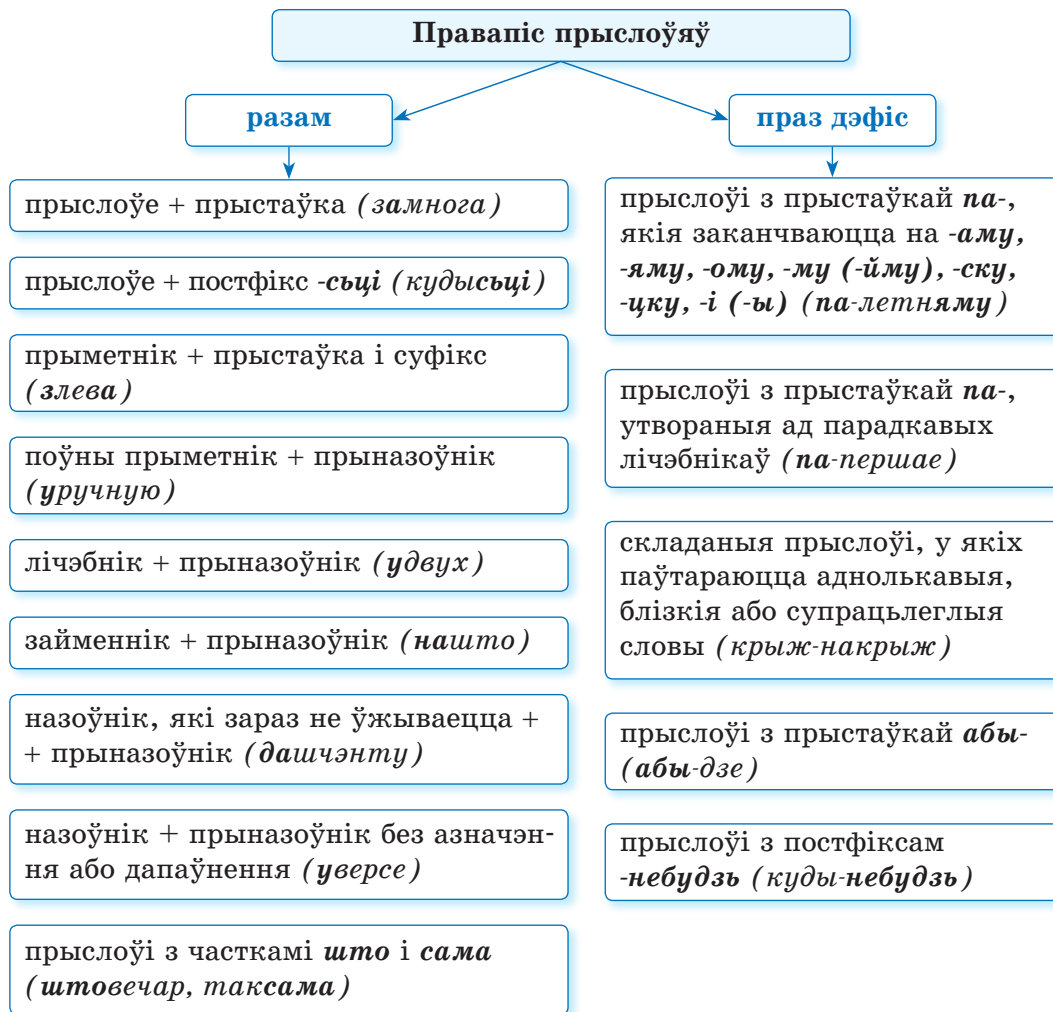 Правапіс прыслоўяў
разам
прыслоўе + прыстаўка (замнога)
прыслоўе + постфікс -сьці (кудысьці)
прыметнік + прыстаўка і суфікс
(злева)
поўны прыметнік + прыназоўнік
(уручную)
лічэбнік + прыназоўнік (удвух)
займеннік + прыназоўнік (нашто)
назоўнік, які зараз не ўжываецца +
+ прыназоўнік (дашчэнту)
назоўнік + прыназоўнік без азначэн-
ня або дапаўнення (уверсе)
прыслоўі з часткамі што і сама
(штовечар, таксама)
праз дэфіс
прыслоўі з прыстаўкай па-,
якія заканчваюцца на -аму,
-яму, -ому, -му (-йму), -ску,
-цку, -і (-ы) (па-летняму)
прыслоўі з прыстаўкай па-,
утвораныя ад парадкавых
лічэбнікаў (па-першае)
складаныя прыслоўі, у якіх
паўтараюцца аднолькавыя,
блізкія або супрацьлеглыя
словы (крыж-накрыж)
прыслоўі з прыстаўкай абы-
(абы-дзе)
прыслоўі з постфіксам
-небудзь (куды-небудзь)